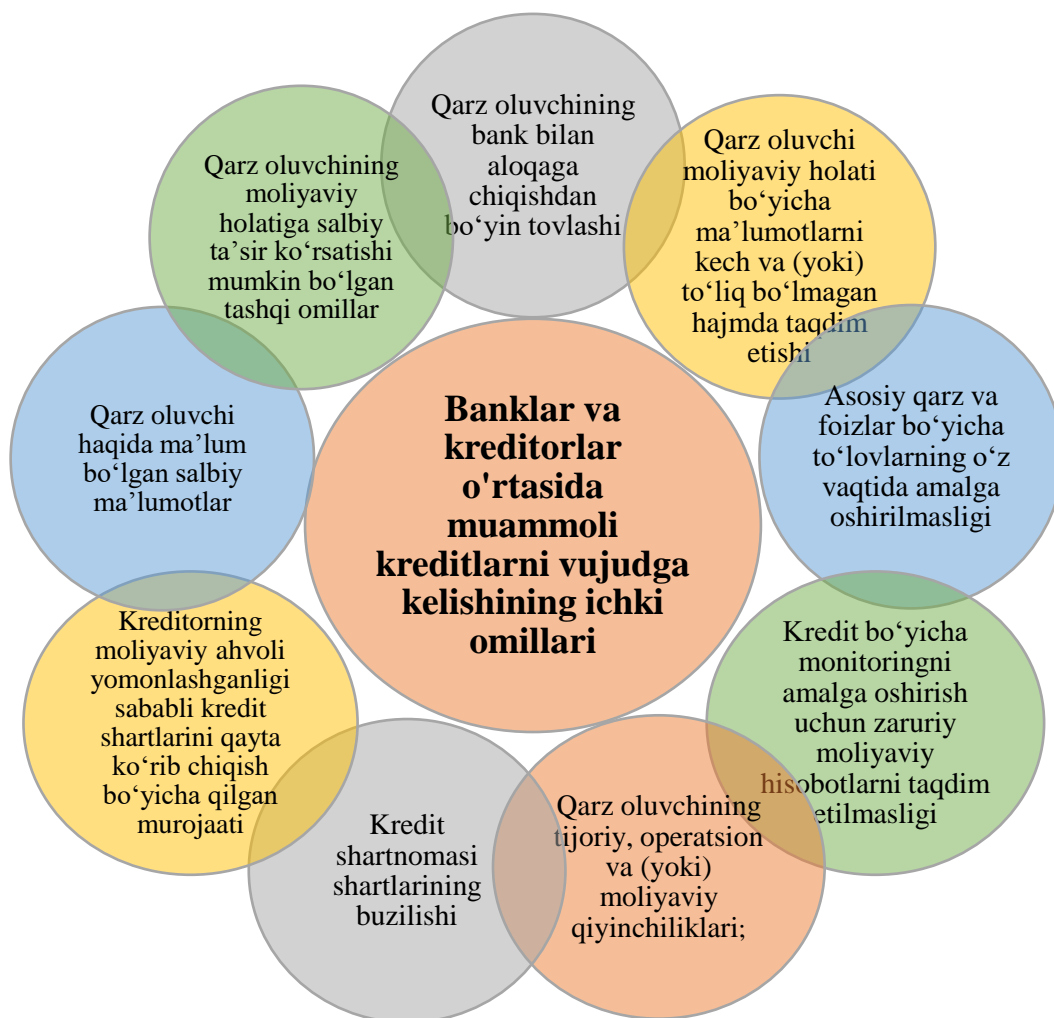 Qarz oluvchining
bank bilan
aloqaga
chiqishdan
bo‘yin tovlashi
Qarz oluvchi
moliyaviy holati
bo‘yicha
ma’lumotlarni
kech va (yoki)
to‘liq bo‘lmagan
hajmda taqdim
etishi
Asosiy qarz va
foizlar bo‘yicha
to‘lovlarning o‘z
vaqtida amalga
oshirilmasligi
Kredit bo‘yicha
monitoringni
amalga oshirish
uchun zaruriy
moliyaviy
hisobotlarni taqdim
etilmasligi
Qarz oluvchining
tijoriy, operatsion
va (yoki)
moliyaviy
qiyinchiliklari;
Kredit
shartnomasi
shartlarining
buzilishi
Kreditorning
moliyaviy ahvoli
yomonlashganligi
sababli kredit
shartlarini qayta
ko‘rib chiqish
bo‘yicha qilgan
murojaati
Qarz oluvchi
haqida ma’lum
bo‘lgan salbiy
ma’lumotlar
Qarz oluvchining
moliyaviy
holatiga salbiy
ta’sir ko‘rsatishi
mumkin bo‘lgan
tashqi omillar
Banklar va
kreditorlar
o'rtasida
muammoli
kreditlarni vujudga
kelishining ichki
omillari